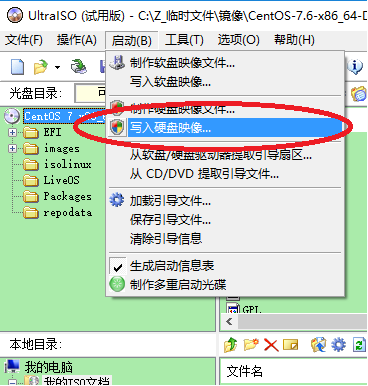 UltraISO (试用版) - C:\Z_临时文件\镜像\CentOS-7.6-x86_64-D
文件(F) 操作(A) 启动(B) 工具(T) 选项(O) 帮助(H)
制作软盘映像文件...
写入软盘映像...
光盘目录: 可
制作硬盘映像文件...
CentOS 7
写入硬盘映像...
EFI
images
从软盘/硬盘驱动器提取引导扇区...
isolinux
从 CD/DVD 提取引导文件...
LiveOS
Packages
加载引导文件...
repodata
保存引导文件...
清除引导信息
生成启动信息表
制作多重启动光碟
GPL
本地目录:
我的电脑
文件名
我的ISO文档